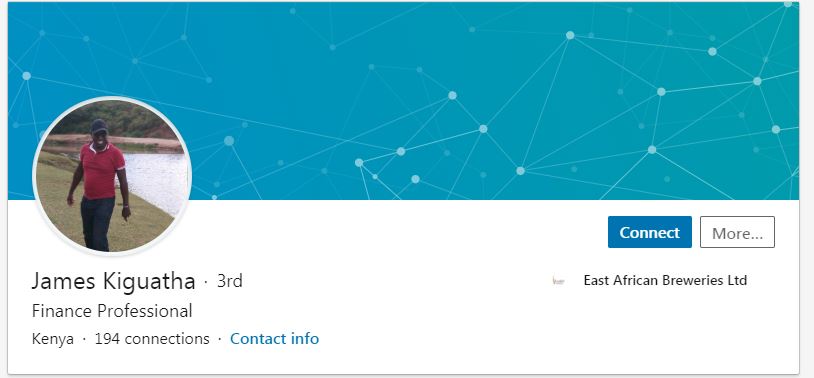 Connect
More...
James Kiguatha · 3rd
East African Breweries Ltd
Finance Professional
Kenya · 194 connections · Contact info